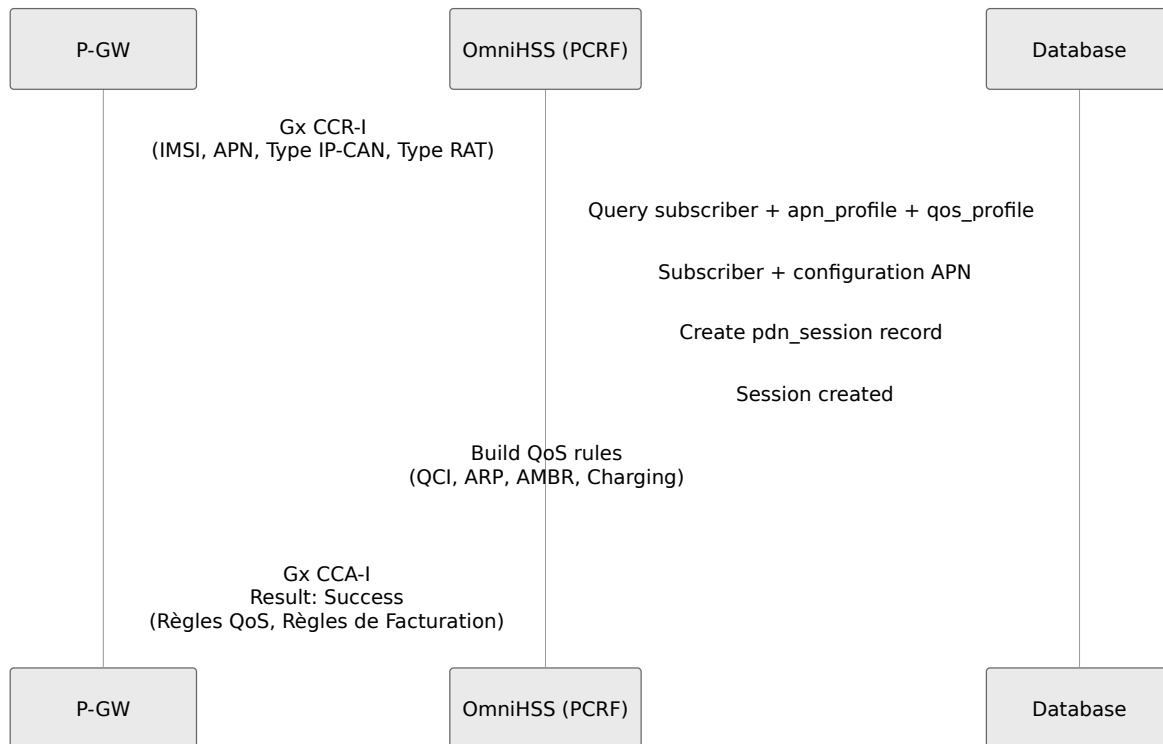 P-GW
OmniHSS (PCRF)
Database
Gx CCR-I
(IMSI, APN, Type IP-CAN, Type RAT)
Query subscriber + apn_profile + qos_profile
Subscriber + configuration APN
Create pdn_session record
Session created
Build QoS rules
(QCI, ARP, AMBR, Charging)
Gx CCA-I
Result: Success
(Règles QoS, Règles de Facturation)
P-GW
OmniHSS (PCRF)
Database